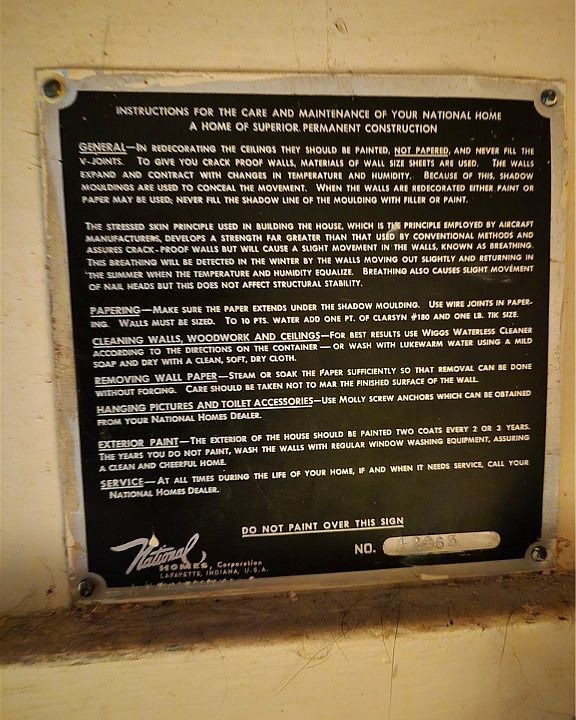 INSTRUCTIONS FOR THE CARE AND MAINTENANCE OF YOUR NATIONAL HOME
A HOME OF SUPERIOR PERMANENT CONSTRUCTION
GENERAL—IN REDECORATING THE CEILINGS THEY SHOULD BE PAINTED, NOT PAPERED, AND NEVER FILL THE
V-JOINTS. TO GIVE YOU CRACK PROOF WALLS, MATERIALS OF WALL SIZE SHEETS ARE USED. THE WALLS
EXPAND AND CONTRACT WITH CHANGES IN TEMPERATURE AND HUMIDITY. BECAUSE OF THIS, SHADOW
MOULDINGS ARE USED TO CONCEAL THE MOVEMENT. WHEN THE WALLS ARE REDECORATED EITHER PAINT OR
PAPER MAY BE USED; NEVER FILL THE SHADOW LINE OF THE MOULDING WITH FILLER OR PAINT.
THE STRESSED SKIN PRINCIPLE USED IN BUILDING THE HOUSE, WHICH IS THE PRINCIPLE EMPLOYED BY AIRCRAFT
MANUFACTURERS, DEVELOPS A STRENGTH FAR GREATER THAN THAT USED BY CONVENTIONAL METHODS AND
ASSURES CRACK-PROOF WALLS BUT WILL CAUSE A SLIGHT MOVEMENT IN THE WALLS, KNOWN AS BREATHING.
THIS BREATHING WILL BE DETECTED IN THE WINTER BY THE WALLS MOVING OUT SLIGHTLY AND RETURNING IN
THE SUMMER WHEN THE TEMPERATURE AND HUMIDITY EQUALIZE. BREATHING ALSO CAUSES SLIGHT MOVEMENT
OF NAIL HEADS BUT THIS DOES NOT AFFECT STRUCTURAL STABILITY.
PAPERING—MAKE SURE THE PAPER EXTENDS UNDER THE SHADOW MOULDING. USE WIRE JOINTS IN PAPER-
ING. WALLS MUST BE SIZED. TO 10 PTS. WATER ADD ONE PT. OF CLARSYN #180 AND ONE LB. TIK SIZE.
CLEANING WALLS, WOODWORK AND CEILINGS—FOR BEST RESULTS USE WIGGS WATERLESS CLEANER
ACCORDING TO THE DIRECTIONS ON THE CONTAINER—OR WASH WITH LUKEWARM WATER USING A MILD
SOAP AND DRY WITH A CLEAN, SOFT, DRY CLOTH.
REMOVING WALL PAPER—STEAM OR SOAK THE PAPER SUFFICIENTLY SO THAT REMOVAL CAN BE DONE
WITHOUT FORCING. CARE SHOULD BE TAKEN NOT TO MAR THE FINISHED SURFACE OF THE WALL.
HANGING PICTURES AND TOILET ACCESSORIES—USE MOLLY SCREW ANCHORS WHICH CAN BE OBTAINED
FROM YOUR NATIONAL HOMES DEALER.
EXTERIOR PAINT—THE EXTERIOR OF THE HOUSE SHOULD BE PAINTED TWO COATS EVERY 2 OR 3 YEARS.
THE YEARS YOU DO NOT PAINT, WASH THE WALLS WITH REGULAR WINDOW WASHING EQUIPMENT, ASSURING
A CLEAN AND CHEERFUL HOME.
SERVICE—AT ALL TIMES DURING THE LIFE OF YOUR HOME, IF AND WHEN IT NEEDS SERVICE, CALL YOUR
NATIONAL HOMES DEALER.
DO NOT PAINT OVER THIS SIGN
NO.
National
HOMES Corporation
LAFAYETTE, INDIANA, U.S.A.